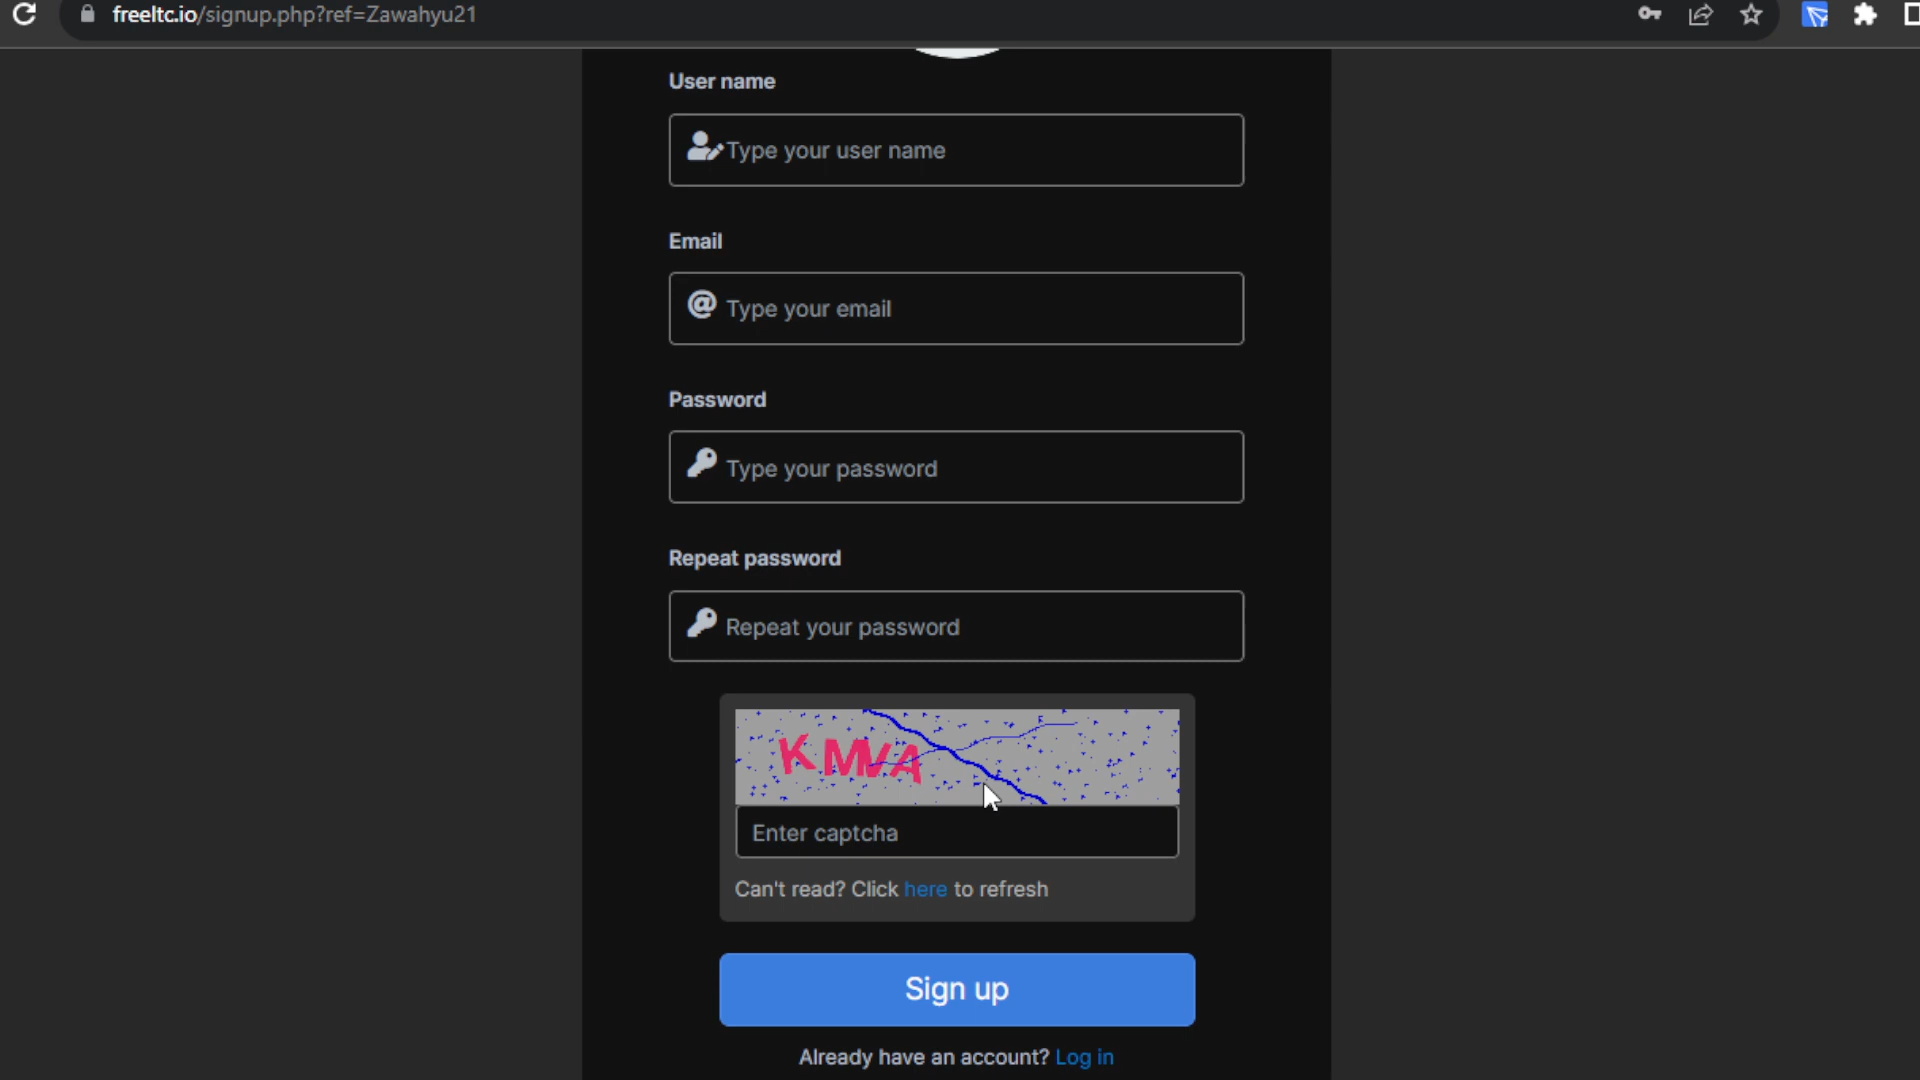 freeltc.io/signup.php?ref=Zawahyu21
User name
Type your user name
Email
@ Type your email
Password
Type your password
Repeat password
Repeat your password
KMVA
Enter captcha
Can't read? Click here to refresh
Sign up
Already have an account? Log in